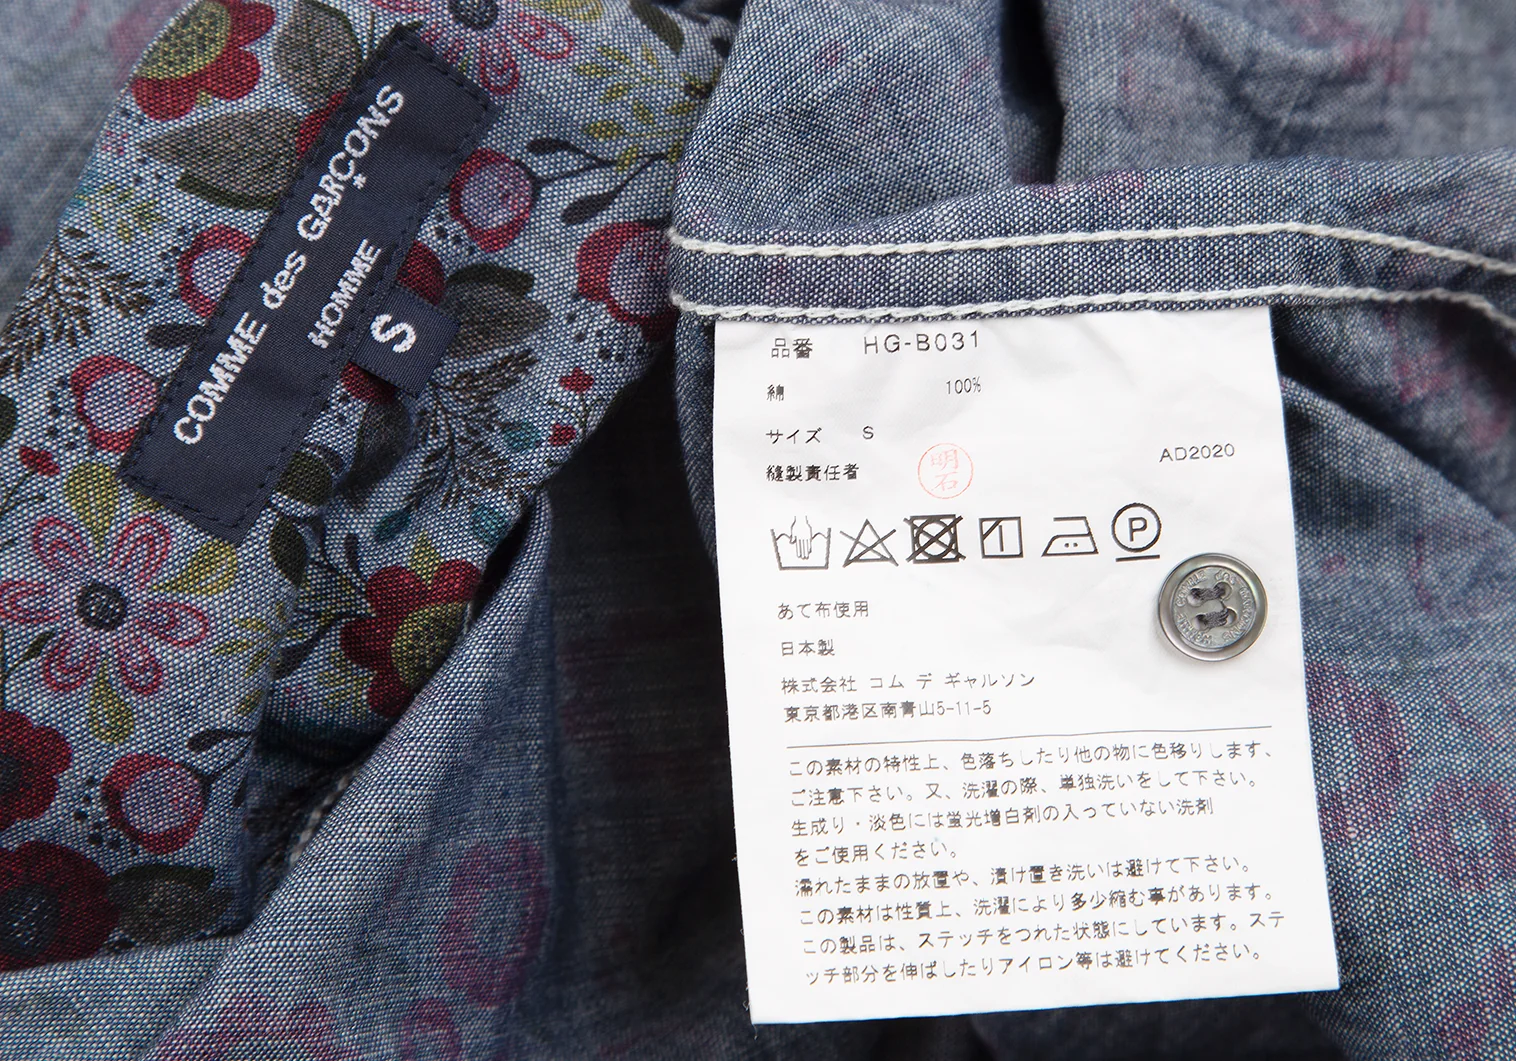 COMME des GARÇONS
HOMME
S
品番 HG-B031
綿 100%
サイズ S
縫製責任者 明石
AD2020
P
あて布使用
日本製
株式会社 コム デ ギャルソン
東京都港区南青山5-11-5
この素材の特性上、色落ちしたり他の物に色移りします、
ご注意下さい。又、洗濯の際、単独洗いをして下さい。
生成り・淡色には蛍光増白剤の入っていない洗剤
をご使用ください。
濡れたままの放置や、漬け置き洗いは避けて下さい。
この素材は性質上、洗濯により多少縮む事があります。
この製品は、ステッチをつれた状態にしています。ステ
ッチ部分を伸ばしたりアイロン等は避けてください。